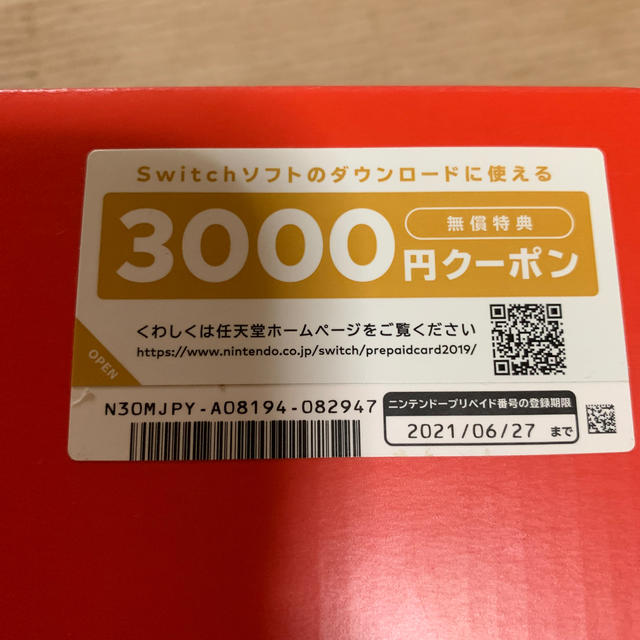 Switchソフトのダウンロードに使える
3000円クーポン
無償特典
くわしくは任天堂ホームページをご覧ください
https://www.nintendo.co.jp/switch/prepaidcard2019/
OPEN
N30MJPY-A08194-082947
ニンテンドープリペイド番号の登録期限
2021/06/27 まで